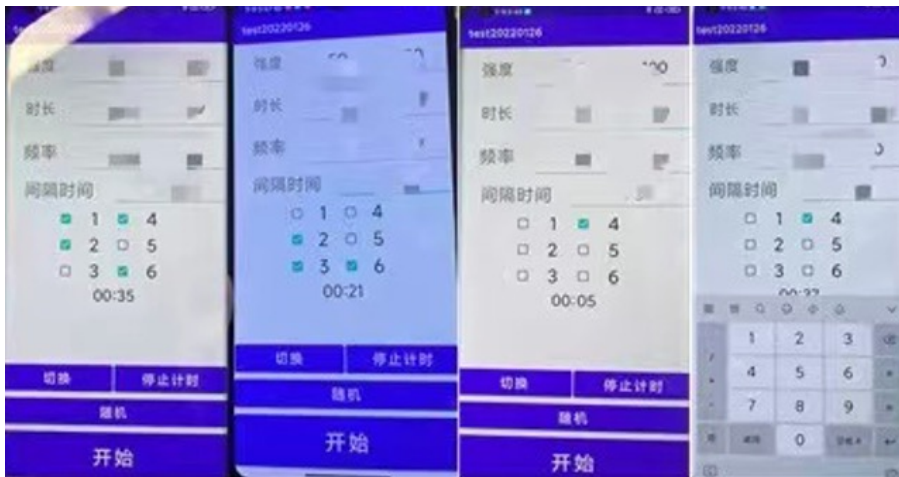 test20220126
强度
时长
频率
间隔时间
1 4
2 5
3 6
00:35
切换 停止计时
随机
开始
test20220126
强度
时长
频率
间隔时间
1 4
2 5
3 6
00:21
切换 停止计时
随机
开始
test20220126
强度
时长
频率
间隔时间
1 4
2 5
3 6
00:05
切换 停止计时
随机
开始
test20220126
强度
时长
频率
间隔时间
1 4
2 5
3 6
1 2 3
4 5 6
7 8 9
0